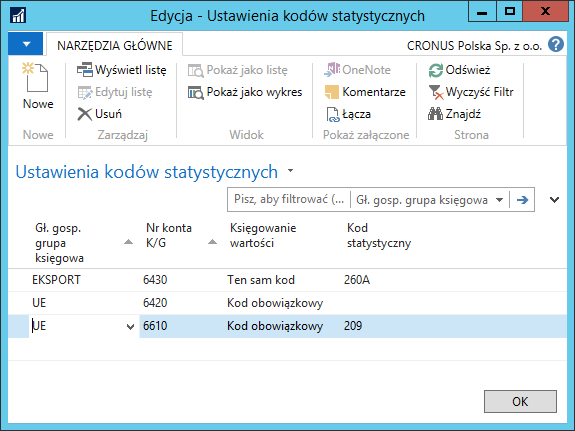 Edycja - Ustawienia kodów statystycznych
NARZĘDZIA GŁÓWNE
CRONUS Polska Sp. z o.o.
Nowe
Wyświetl listę
Edytuj listę
Usuń
Pokaż jako listę
Pokaż jako wykres
OneNote
Komentarze
Łącza
Odśwież
Wyczyść Filtr
Znajdź
Nowe
Zarządzaj
Widok
Pokaż załączone
Strona
Ustawienia kodów statystycznych
Pisz, aby filtrować (... Gł. gosp. grupa księgowa
Gł. gosp. grupa księgowa
Nr konta K/G
Księgowanie wartości
Kod statystyczny
EKSPORT 6430 Ten sam kod 260A
UE 6420 Kod obowiązkowy
UE 6610 Kod obowiązkowy 209
OK